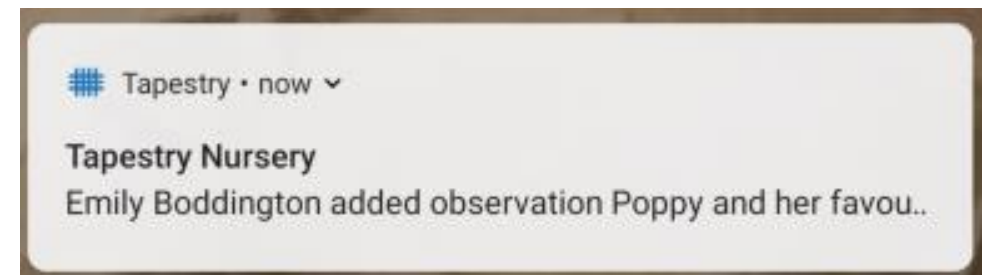 Tapestry • now
Tapestry Nursery
Emily Boddington added observation Poppy and her favou..